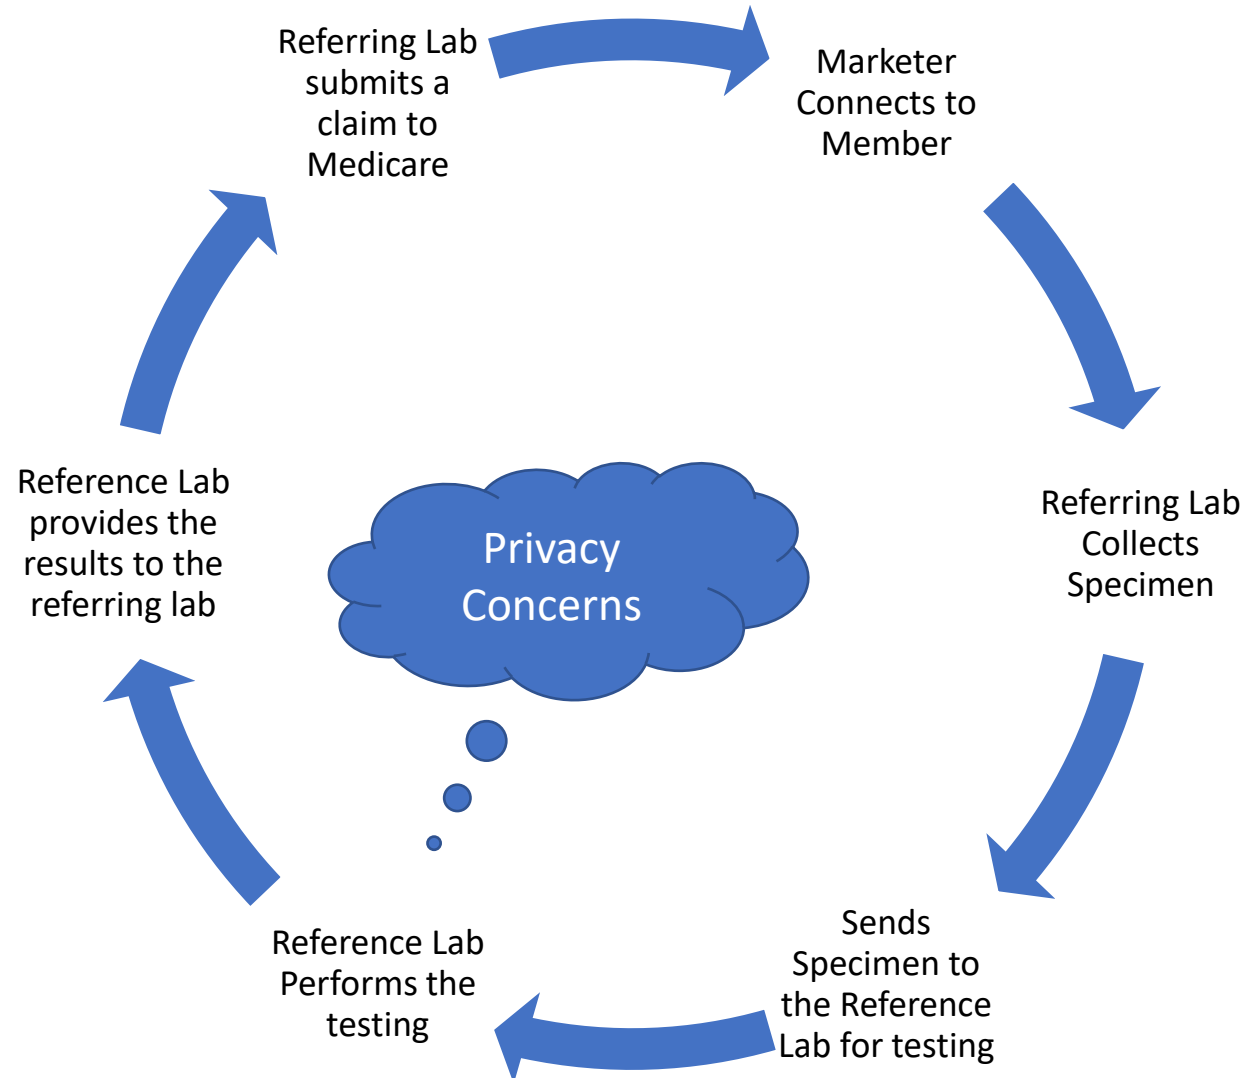 Referring Lab
submits a
claim to
Medicare
Marketer
Connects to
Member
Referring Lab
Collects
Specimen
Sends
Specimen to
the Reference
Lab for testing
Reference Lab
Performs the
testing
Reference Lab
provides the
results to the
referring lab
Privacy
Concerns